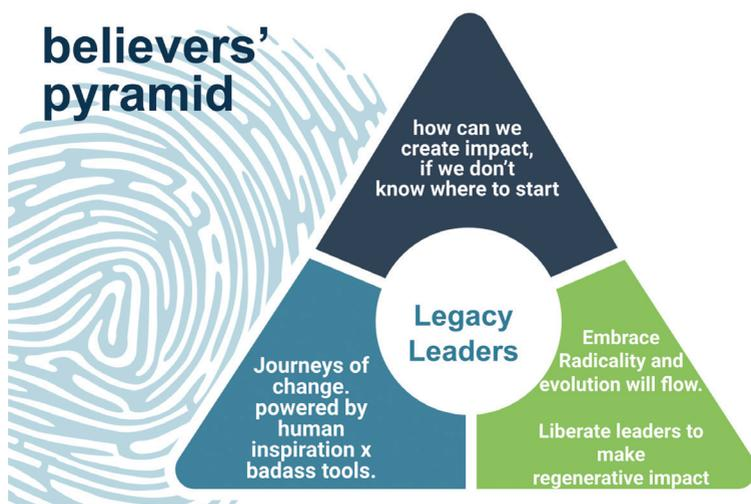 believers’
pyramid
how can we
create impact,
if we don’t
know where to start
Legacy
Leaders
Journeys of
change.
powered by
human
inspiration x
badass tools.
Embrace
Radicality and
evolution will flow.
Liberate leaders to
make
regenerative impact